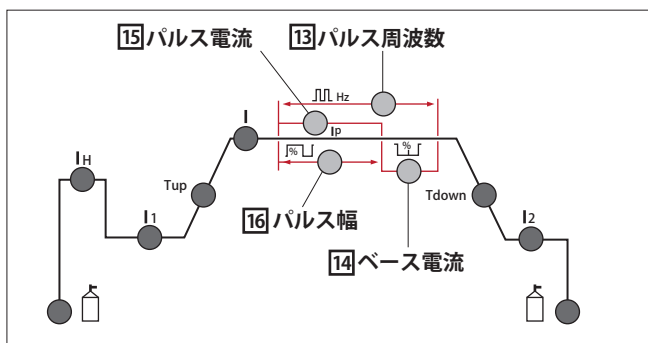 15パルス電流
13パルス周波数
Hz
I
Ip
IH
%
%
Tup
Tdown
I1
16パルス幅
I2
14ベース電流